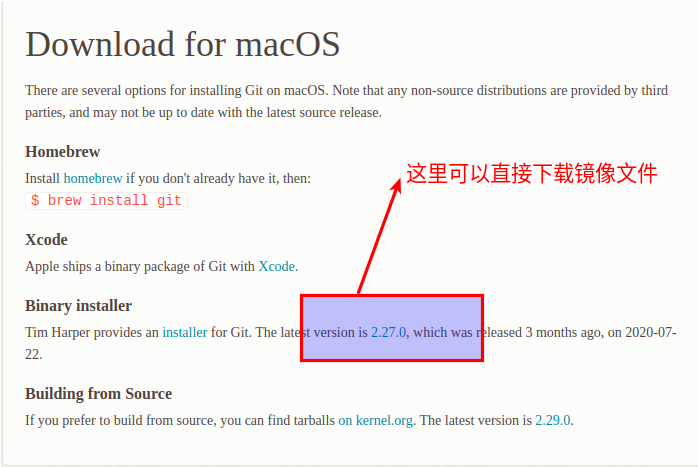 Download for macOS
There are several options for installing Git on macOS. Note that any non-source distributions are provided by third
parties, and may not be up to date with the latest source release.
Homebrew
Install homebrew if you don't already have it, then:
$ brew install git
这里可以直接下载镜像文件
Xcode
Apple ships a binary package of Git with Xcode.
Binary installer
Tim Harper provides an installer for Git. The latest version is 2.27.0, which was released 3 months ago, on 2020-07-
22.
Building from Source
If you prefer to build from source, you can find tarballs on kernel.org. The latest version is 2.29.0.